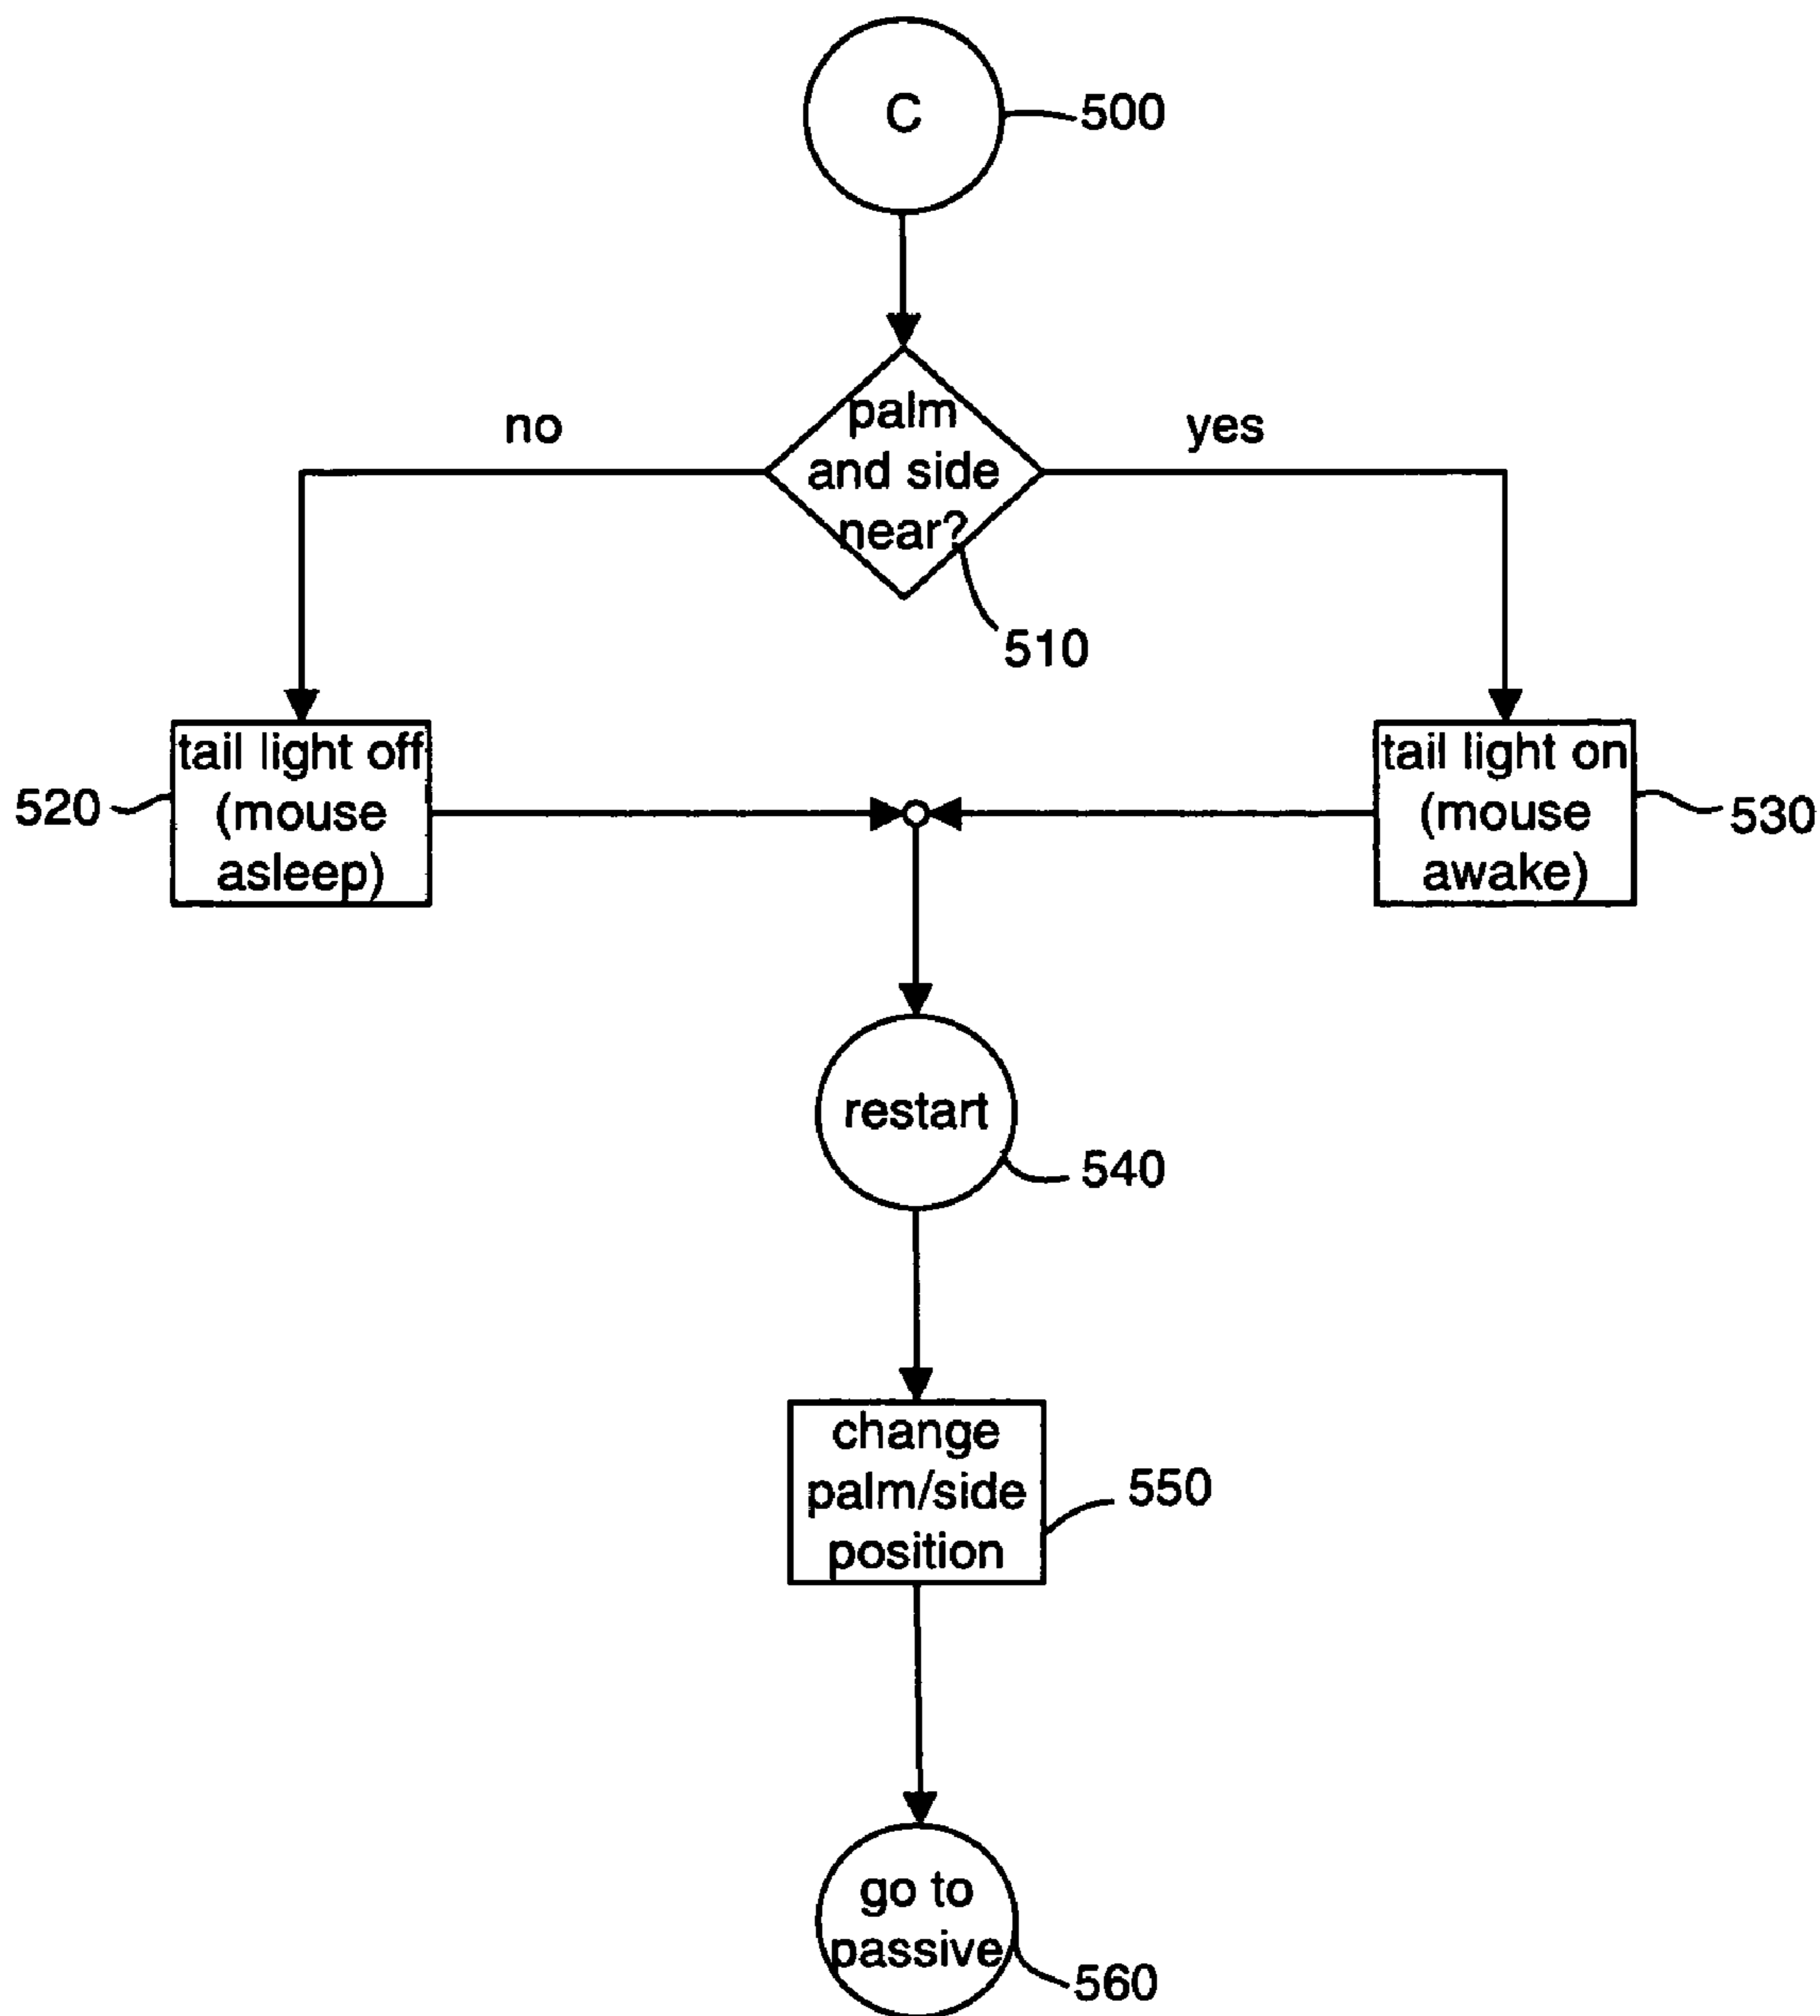 C
500
no
palm
and side
near?
yes
510
tail light off
(mouse
asleep)
520
tail light on
(mouse
awake)
530
restart
540
change
palm/side
position
550
go to
passive
560